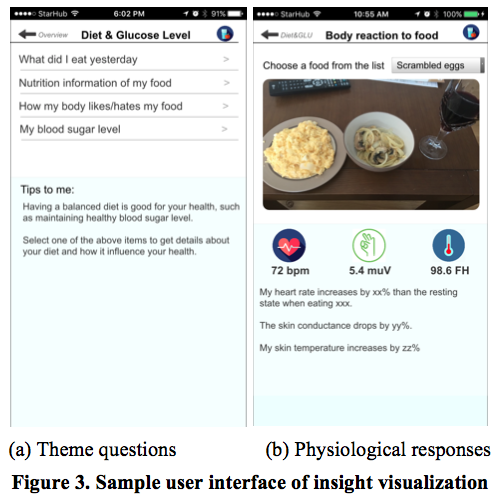 StarHub 6:02 PM 91%
Overview Diet & Glucose Level
What did I eat yesterday >
Nutrition information of my food >
How my body likes/hates my food >
My blood sugar level >
Tips to me:
Having a balanced diet is good for your health, such
as maintaining healthy blood sugar level.
Select one of the above items to get details about
your diet and how it influence your health.
StarHub 10:55 AM 100%
Diet&GLU Body reaction to food
Choose a food from the list Scrambled eggs
72 bpm 5.4 muV 98.6 FH
My heart rate increases by xx% than the resting
state when eating xxx.
The skin conductance drops by yy%.
My skin temperature increases by zz%
(a) Theme questions (b) Physiological responses
Figure 3. Sample user interface of insight visualization